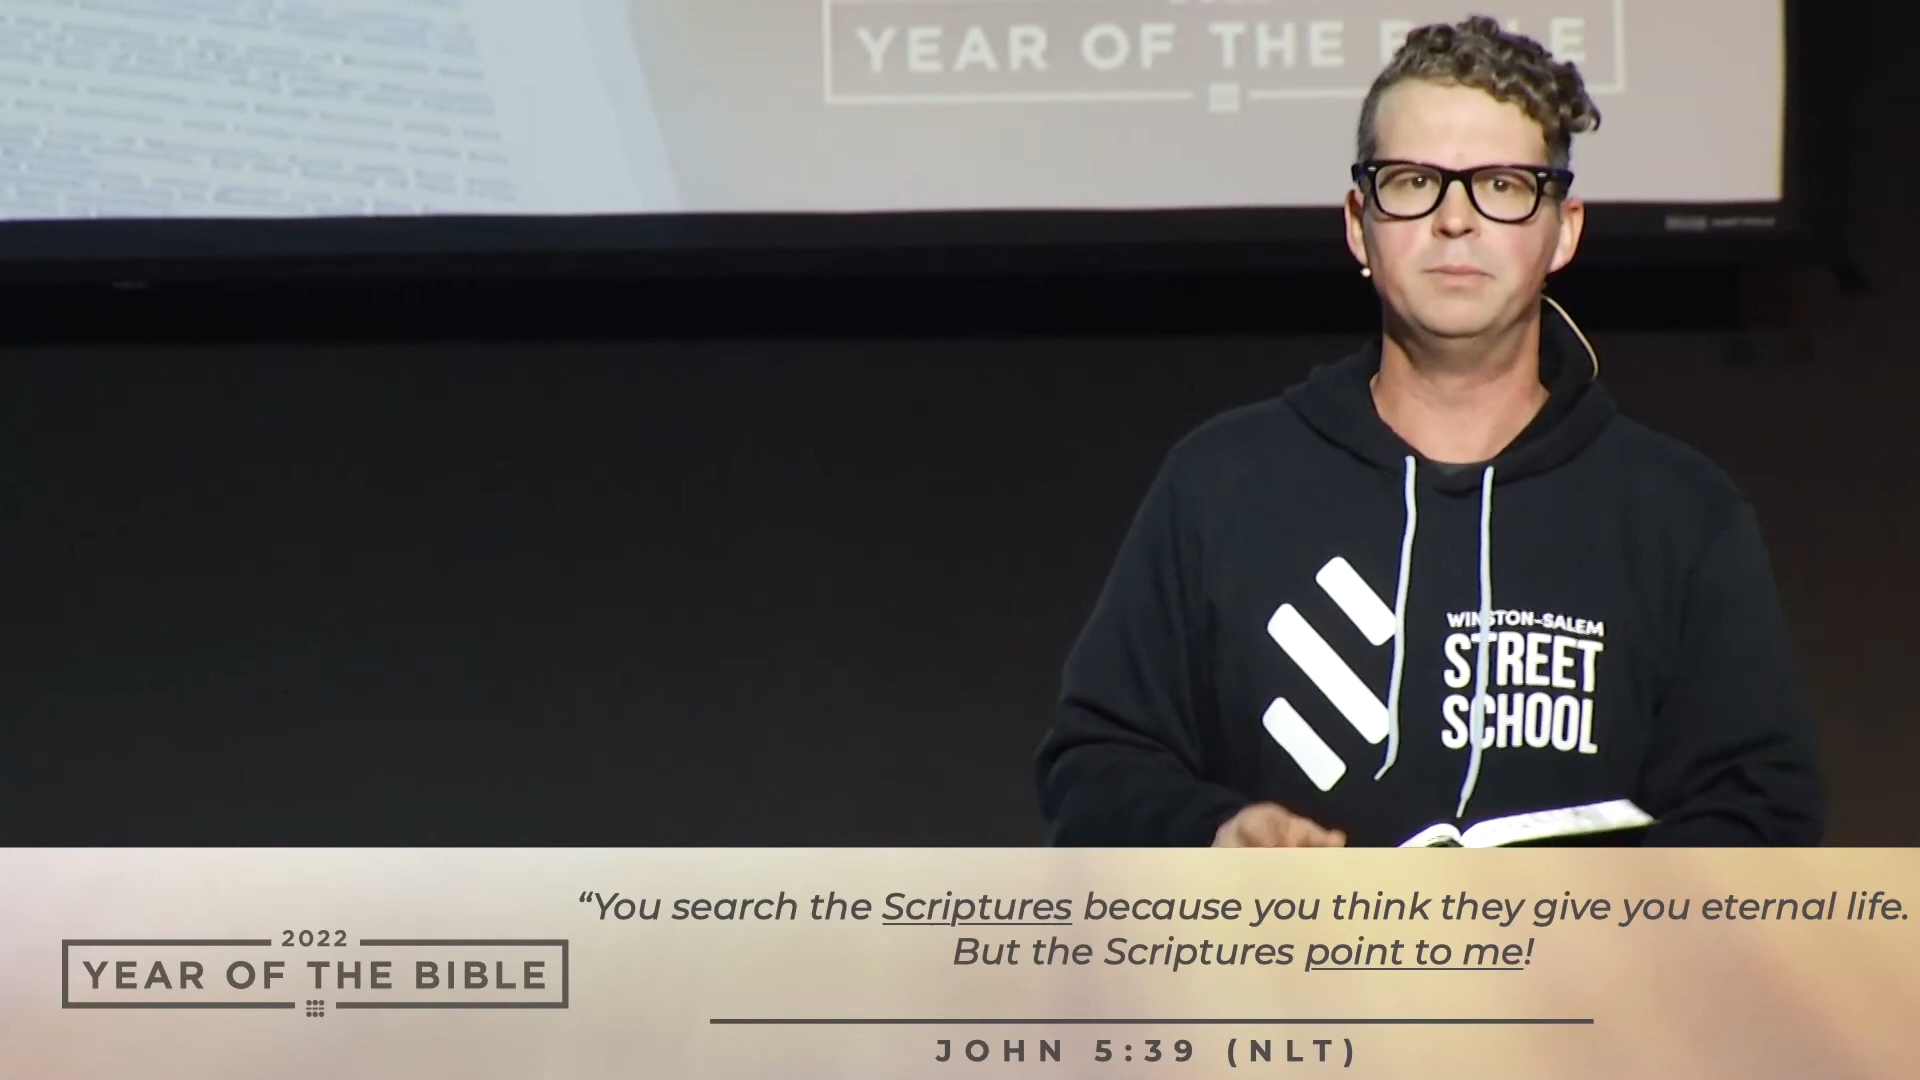 YEAR OF THE BIBLE
WINSTON-SALEM
STREET
SCHOOL
2022
YEAR OF THE BIBLE
“You search the Scriptures because you think they give you eternal life.
But the Scriptures point to me!
JOHN 5:39 (NLT)